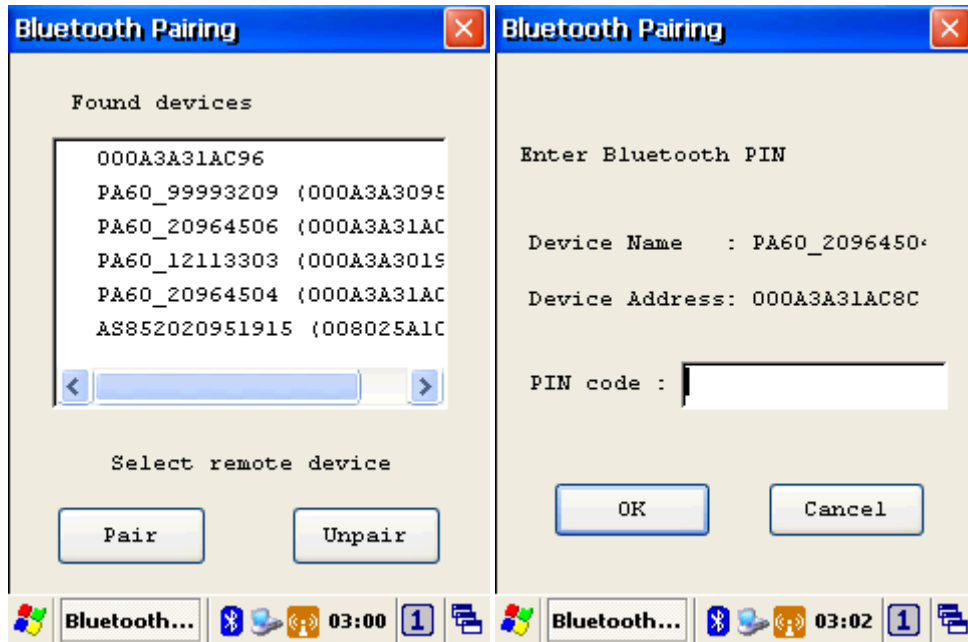 Bluetooth Pairing
Found devices
000A3A31AC96
PA60_99993209 (000A3A3095
PA60_20964506 (000A3A31AC
PA60_12113303 (000A3A3019
PA60_20964504 (000A3A31AC
AS852020951915 (008025A1C
Select remote device
Pair Unpair
Bluetooth... 03:00 1
Bluetooth Pairing
Enter Bluetooth PIN
Device Name : PA60_20964504
Device Address: 000A3A31AC8C
PIN code :
OK Cancel
Bluetooth... 03:02 1